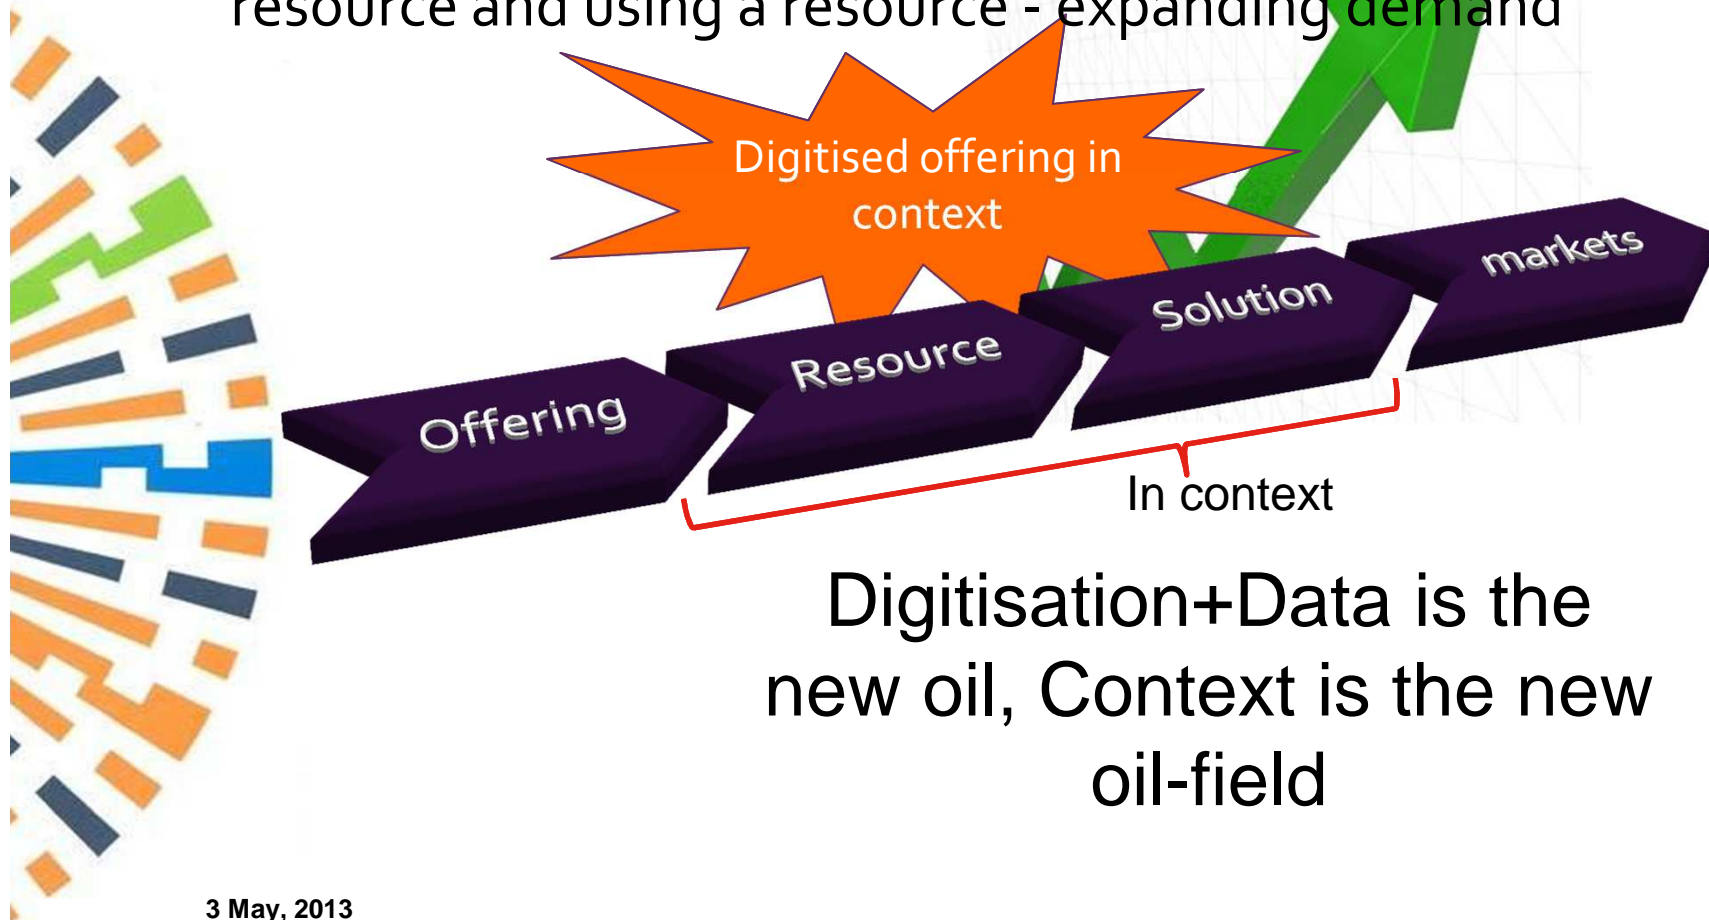 resource and using a resource - expanding demand
Digitised offering in
context
Offering
Resource
Solution
markets
In context
Digitisation+Data is the
new oil, Context is the new
oil-field
3 May, 2013